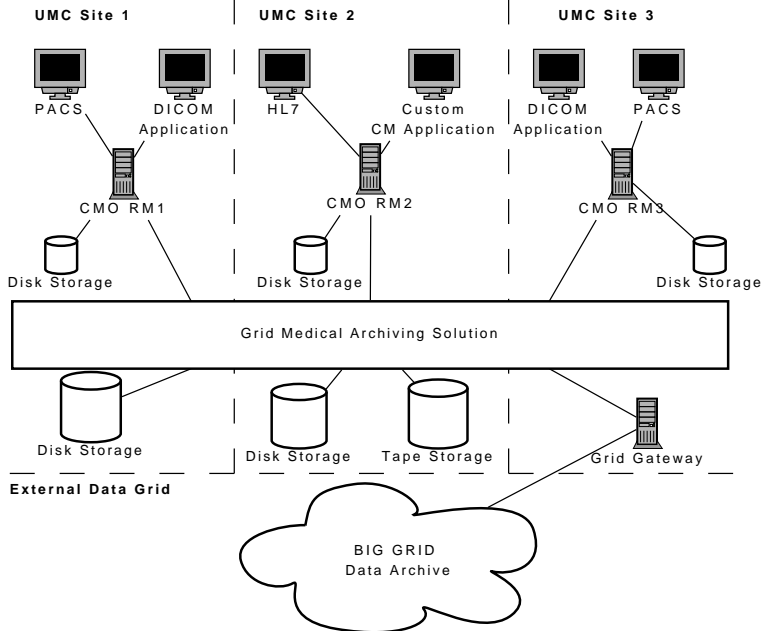 UMC Site 1
UMC Site 2
UMC Site 3
PACS
DICOM
Application
HL7
Custom
CM Application
DICOM
Application
PACS
CMO RM1
CMO RM2
CMO RM3
Disk Storage
Disk Storage
Disk Storage
Grid Medical Archiving Solution
Disk Storage
Disk Storage
Tape Storage
Grid Gateway
External Data Grid
BIG GRID
Data Archive